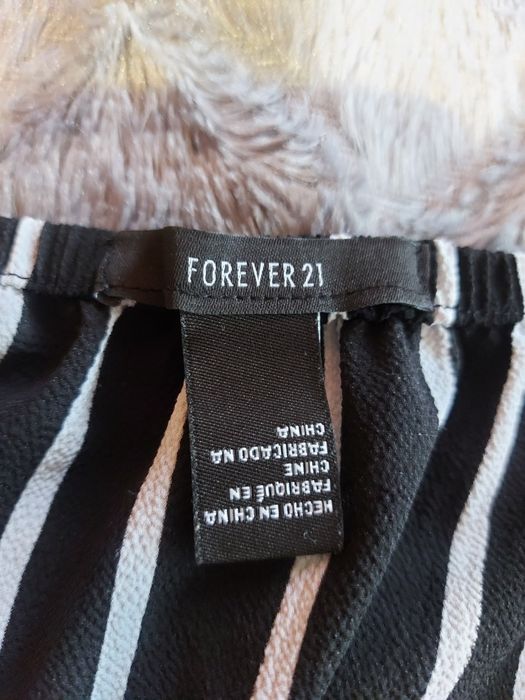 FOREVER 21
HECHO EN CHINA
FABRIQUÉ EN
CHINE
FABRICADO NA
CHINA